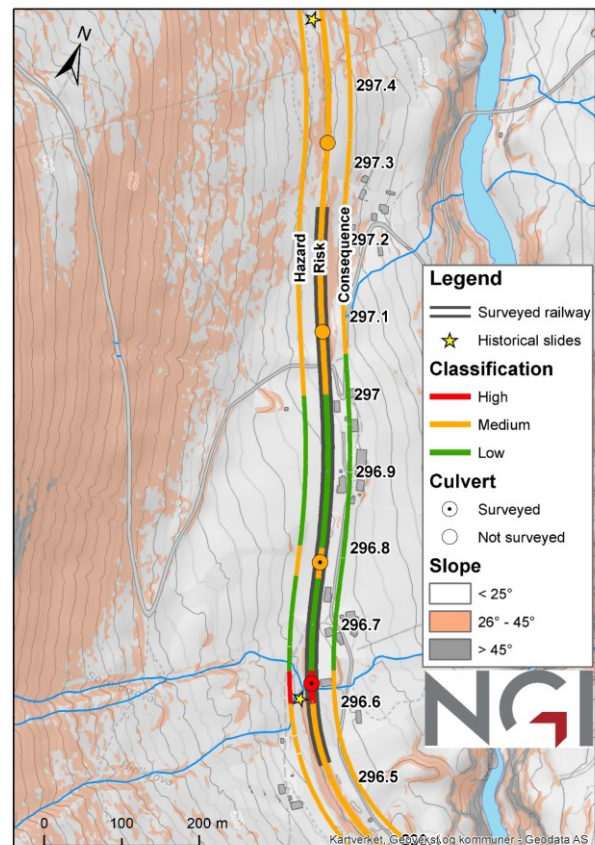 N
297.4
297.3
297.2
297.1
297
296.9
296.8
296.7
296.6
296.5
Hazard
Risk
Consequence
Legend
Surveyed railway
Historical slides
Classification
High
Medium
Low
Culvert
Surveyed
Not surveyed
Slope
< 25°
26° - 45°
> 45°
NGI
0 100 200 m
Kartverket, Geovekst og kommuner - Geodata AS